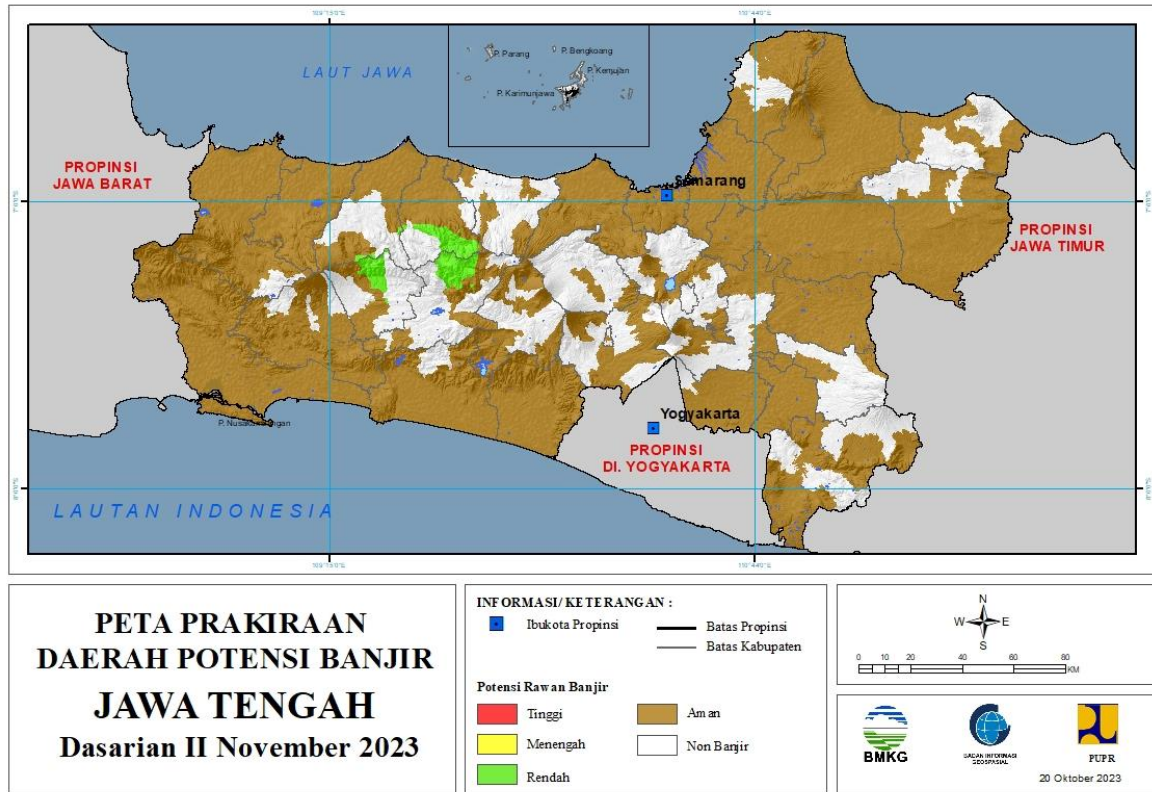 LAUT JAWA
P. Parang
P. Bengkoang
P. Kemujan
P. Karimunjawa
PROPINSI
JAWA BARAT
Semarang
PROPINSI
JAWA TIMUR
Yogyakarta
PROPINSI
DI. YOGYAKARTA
LAUTAN INDONESIA
PETA PRAKIRAAN
DAERAH POTENSI BANJIR
JAWA TENGAH
Dasarian II November 2023
INFORMASI/ KETERANGAN :
Ibukota Propinsi
Batas Propinsi
Batas Kabupaten
Potensi Rawan Banjir
Tinggi
Menengah
Rendah
Aman
Non Banjir
N
W E
S
0 10 20 40 60 80
KM
BMKG
BADAN INFORMASI
GEOSPASIAL
PUPR
20 Oktober 2023